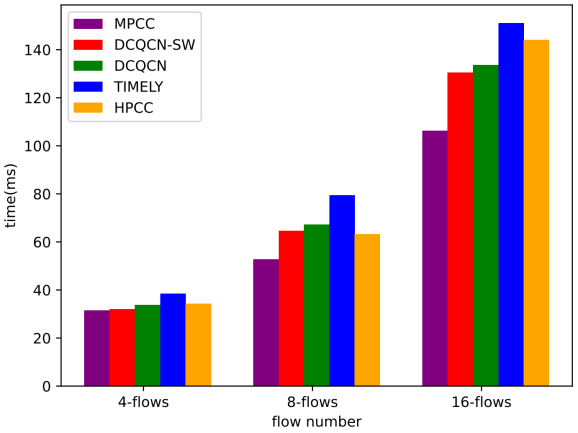 MPCC
DCQCN-SW
DCQCN
TIMELY
HPCC
time(ms)
140
120
100
80
60
40
20
0
4-flows 8-flows 16-flows
flow number